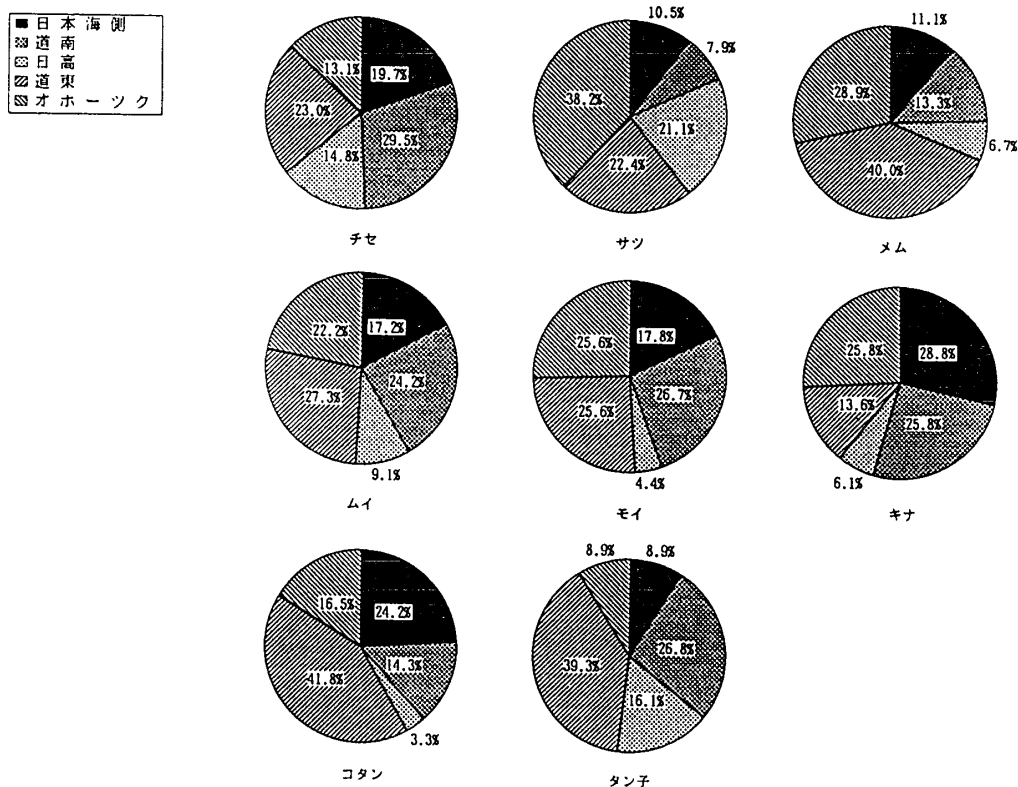 日本海側
道南
日高
道東
オホーツク
13.1% 19.7%
23.0%
29.5%
14.8%
チセ
10.5%
7.9%
38.2%
21.1%
22.4%
サツ
11.1%
28.9%
13.3%
6.7%
40.0%
メム
22.2% 17.2%
24.2%
27.3%
9.1%
ムイ
17.8%
25.6%
26.7%
25.6%
4.4%
モイ
28.8%
25.8%
13.6%
25.8%
6.1%
キナ
16.5% 24.2%
14.3%
41.8%
3.3%
コタン
8.9% 8.9%
26.8%
39.3%
16.1%
タン子